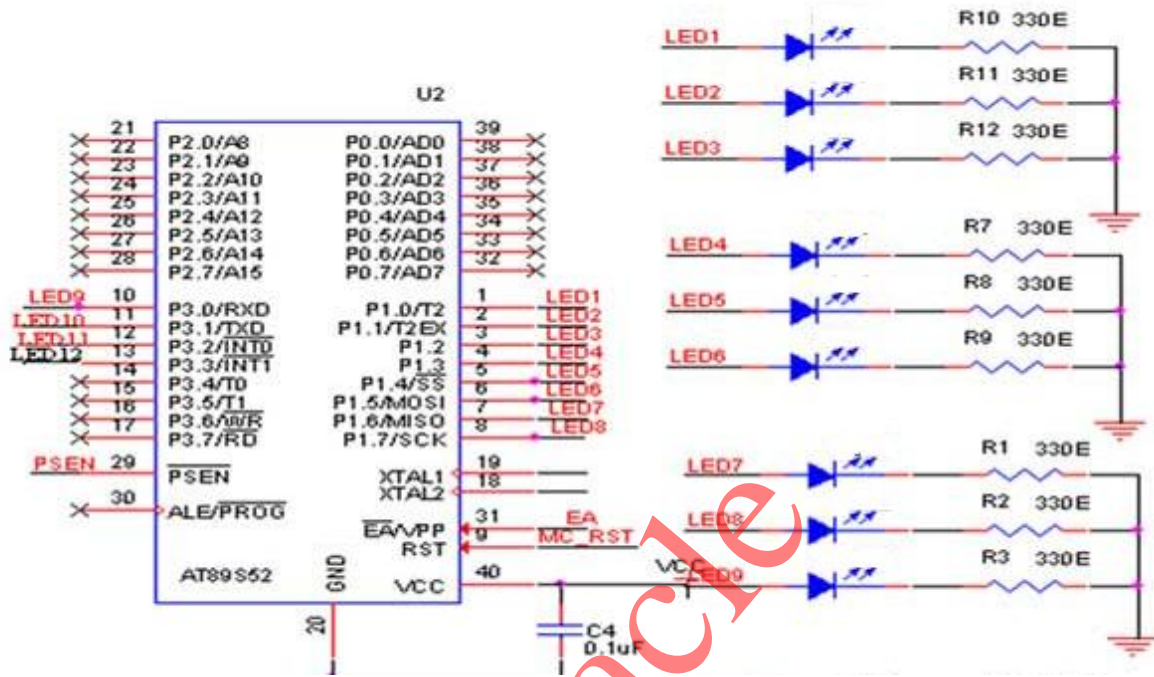 U2
21 P2.0/A8
22 P2.1/A9
23 P2.2/A10
24 P2.3/A11
25 P2.4/A12
26 P2.5/A13
27 P2.6/A14
28 P2.7/A15
LED9 10 P3.0/RXD
LED10 11 P3.1/TXD
LED11 12 P3.2/INT0
LED12 13 P3.3/INT1
14 P3.4/T0
15 P3.5/T1
16 P3.6/WR
17 P3.7/RD
PSEN 29 PSEN
30 ALE/PROG
AT89S52
GND
20
P0.0/AD0 39
P0.1/AD1 38
P0.2/AD2 37
P0.3/AD3 36
P0.4/AD4 35
P0.5/AD5 34
P0.6/AD6 33
P0.7/AD7 32
P1.0/T2 1 LED1
P1.1/T2EX 2 LED2
P1.2 3 LED3
P1.3 4 LED4
P1.4/SS 5 LED5
P1.5/MOSI 6 LED6
P1.6/MISO 7 LED7
P1.7/SCK 8 LED8
XTAL1 19
XTAL2 18
EA/VPP 31 EA
RST 9 MC_RST
VCC 40
VCC
C4
0.1uF
LED1 R10 330E
LED2 R11 330E
LED3 R12 330E
LED4 R7 330E
LED5 R8 330E
LED6 R9 330E
LED7 R1 330E
LED8 R2 330E
LED9 R3 330E